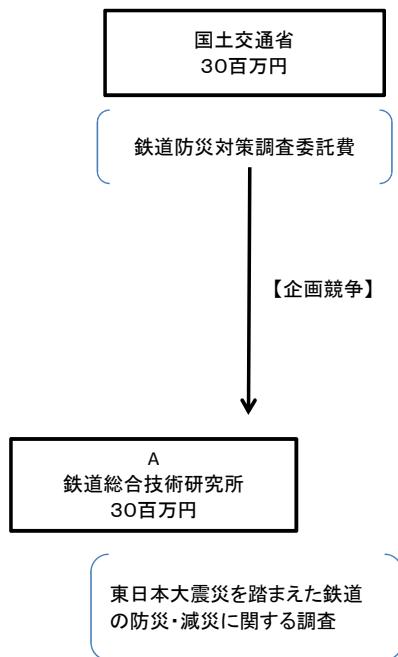 国土交通省
30百万円
鉄道防災対策調査委託費
【企画競争】
A
鉄道総合技術研究所
30百万円
東日本大震災を踏まえた鉄道
の防災・減災に関する調査